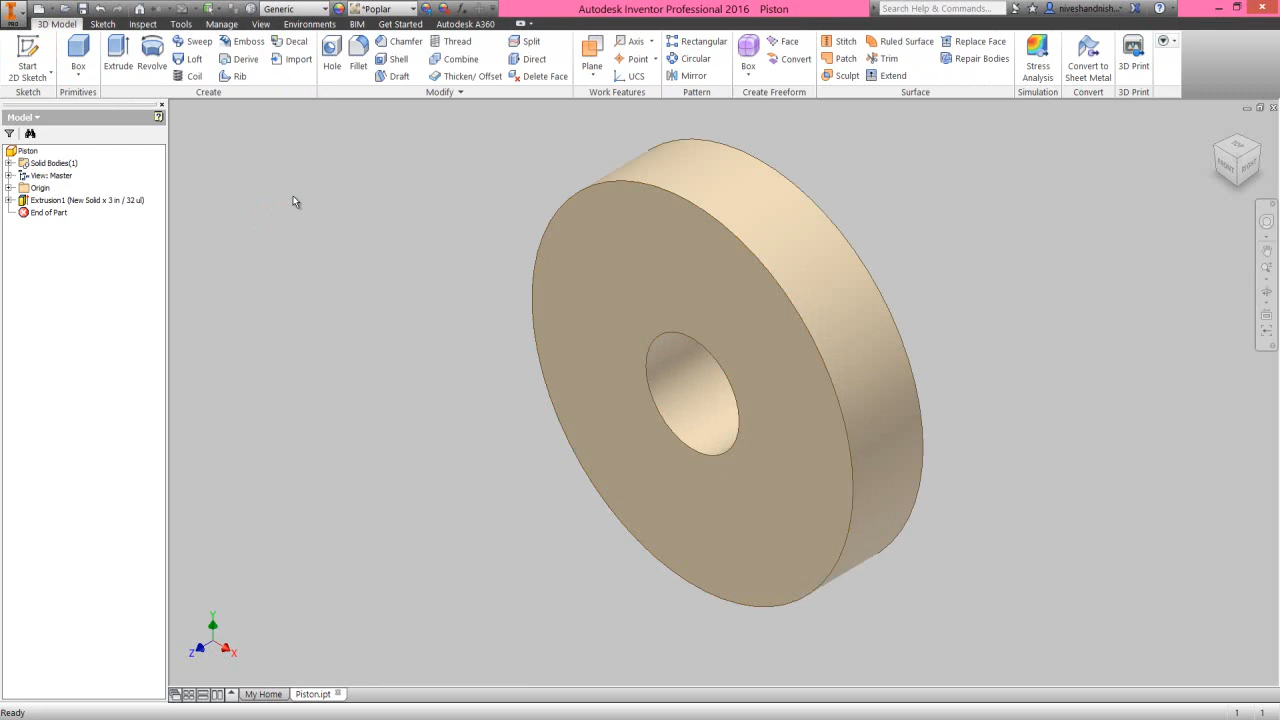 Generic
*Poplar
Autodesk Inventor Professional 2016 Piston
Search Help & Commands...
niveshandnish...
PRO
3D Model Sketch Inspect Tools Manage View Environments BIM Get Started Autodesk A360
Start
2D Sketch
Box
Extrude
Revolve
Sweep Emboss Decal
Loft Derive Import
Coil Rib
Hole
Fillet
Chamfer Thread Split
Shell Combine Direct
Draft Thicken/ Offset Delete Face
Plane
Axis
Point
UCS
Rectangular
Circular
Mirror
Box
Face
Convert
Stitch Ruled Surface Replace Face
Patch Trim Repair Bodies
Sculpt Extend
Stress
Analysis
Convert to
Sheet Metal
3D Print
Sketch Primitives Create Modify Work Features Pattern Create Freeform Surface Simulation Convert 3D Print
Model
Piston
Solid Bodies(1)
View: Master
Origin
Extrusion1 (New Solid x 3 in / 32 ul)
End of Part
TOP
FRONT
RIGHT
Y
Z
X
My Home Piston.ipt
Ready
1 1